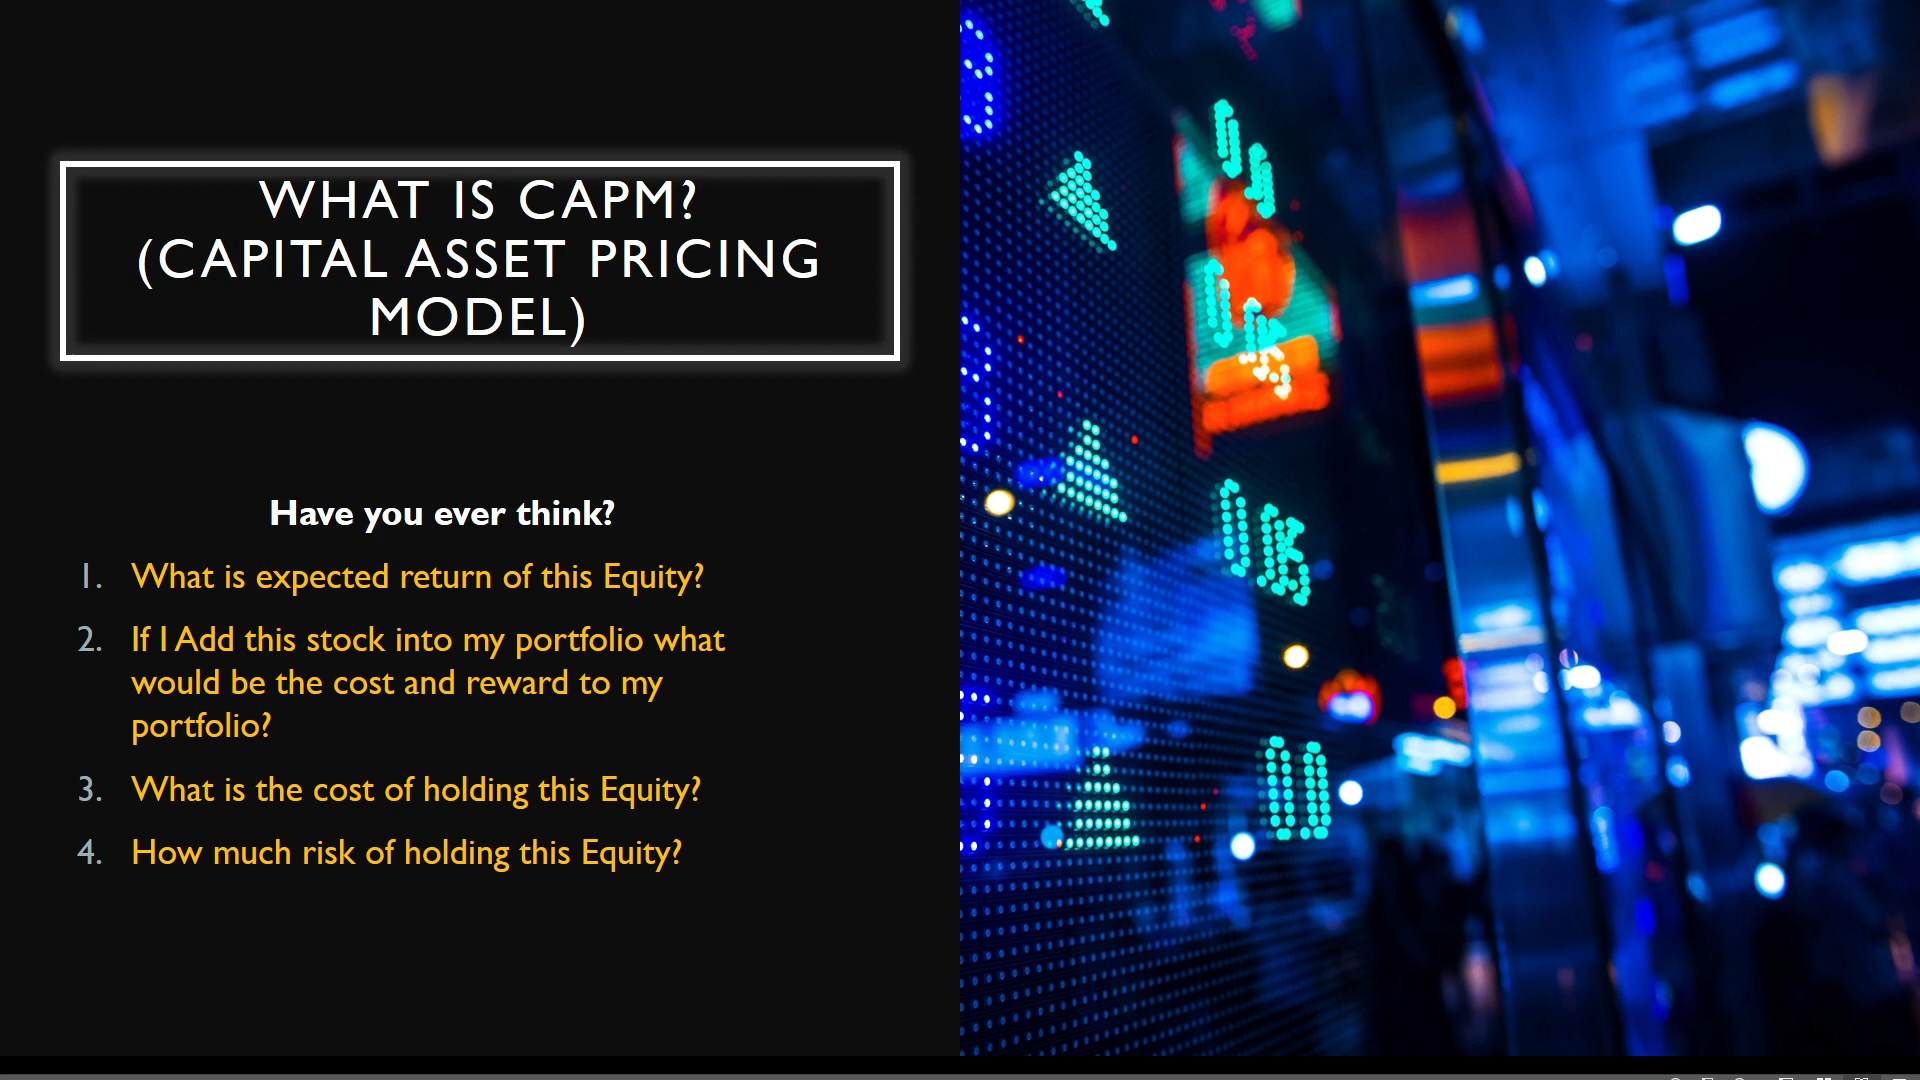 WHAT IS CAPM?
(CAPITAL ASSET PRICING
MODEL)
Have you ever think?
1. What is expected return of this Equity?
2. If I Add this stock into my portfolio what
would be the cost and reward to my
portfolio?
3. What is the cost of holding this Equity?
4. How much risk of holding this Equity?